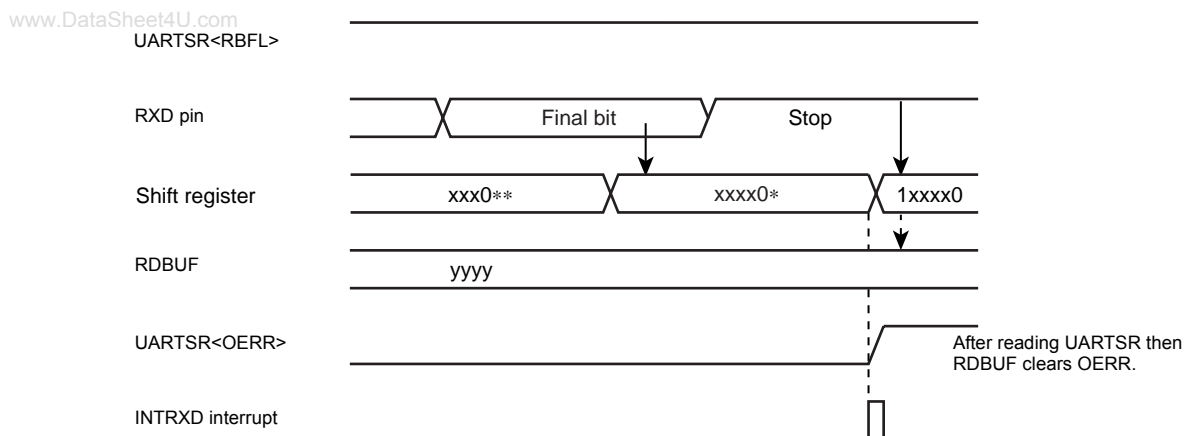 www.DataSheet4U.com
UARTSR<RBFL>
RXD pin
Final bit
Stop
Shift register
xxx0**
xxxx0*
1xxxx0
RDBUF
yyyy
UARTSR<OERR>
After reading UARTSR then
RDBUF clears OERR.
INTRXD interrupt